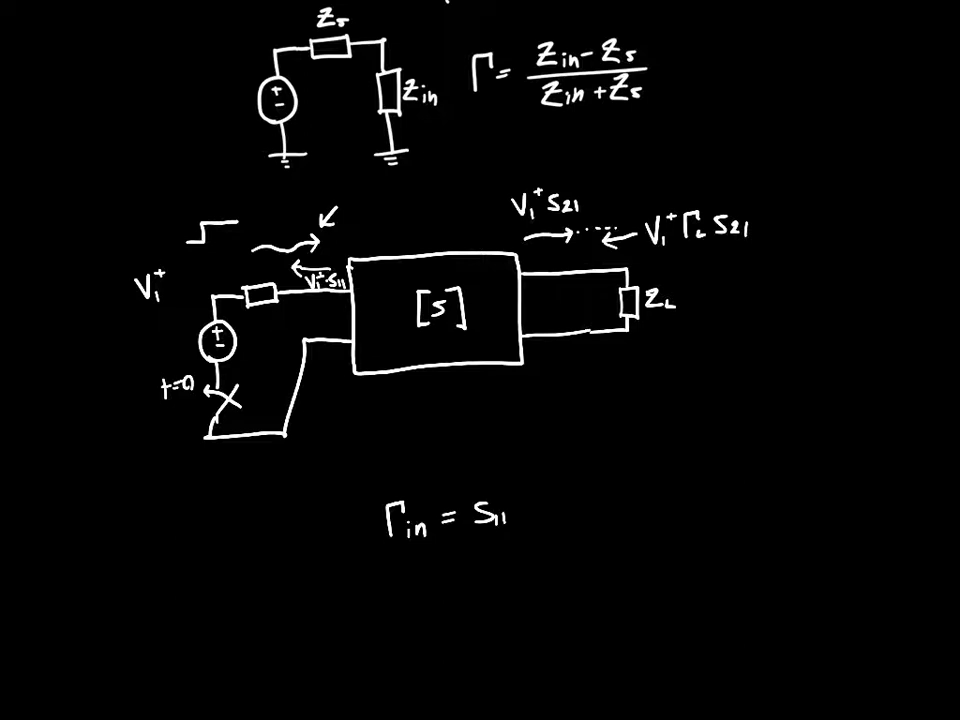 Zs
Zin
Γ = (Zin - Zs) / (Zin + Zs)
V₁⁺ S21
V₁⁺ ΓL S21
V₁⁺
V₁⁺·S11
[S]
ZL
t=0
Γin = S11